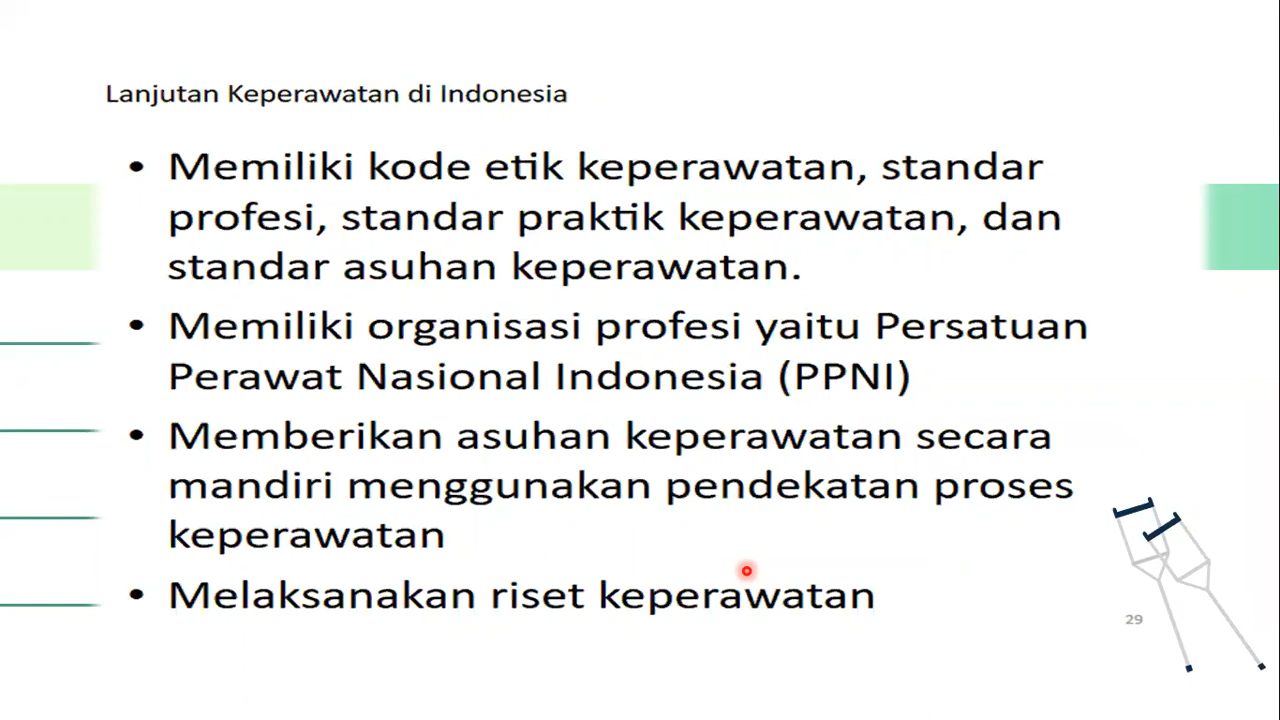 Lanjutan Keperawatan di Indonesia
• Memiliki kode etik keperawatan, standar
profesi, standar praktik keperawatan, dan
standar asuhan keperawatan.
• Memiliki organisasi profesi yaitu Persatuan
Perawat Nasional Indonesia (PPNI)
• Memberikan asuhan keperawatan secara
mandiri menggunakan pendekatan proses
keperawatan
• Melaksanakan riset keperawatan
29